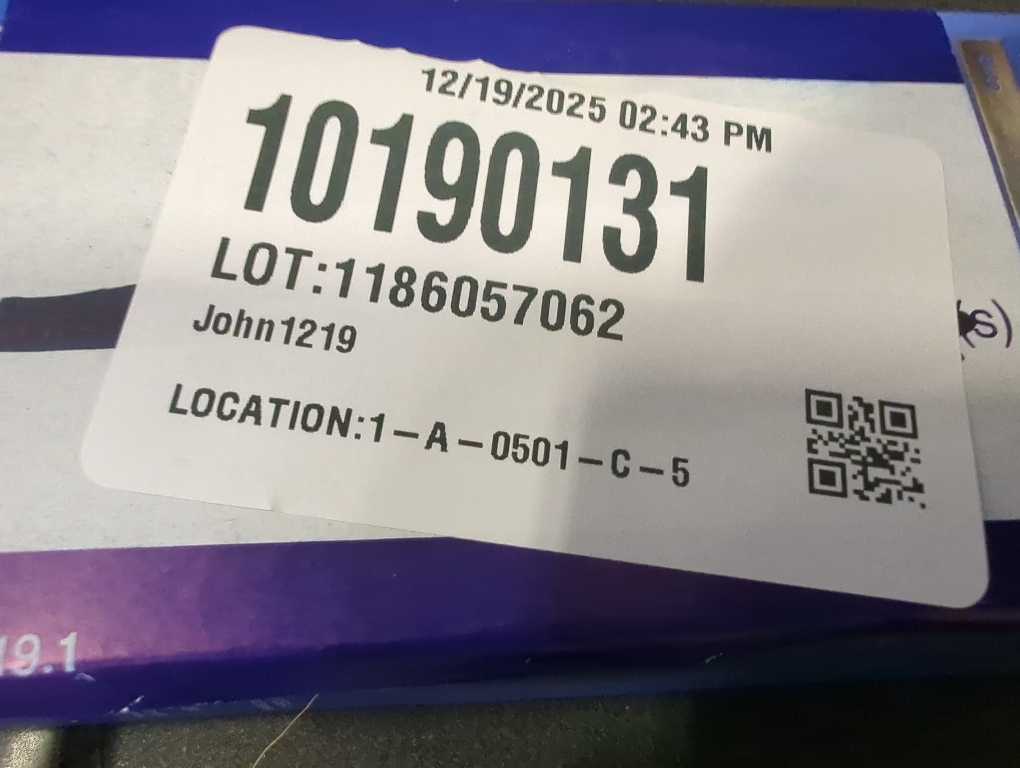 12/19/2025 02:43 PM
10190131
LOT:1186057062
John1219
LOCATION:1-A-0501-C-5
(s)
19.1